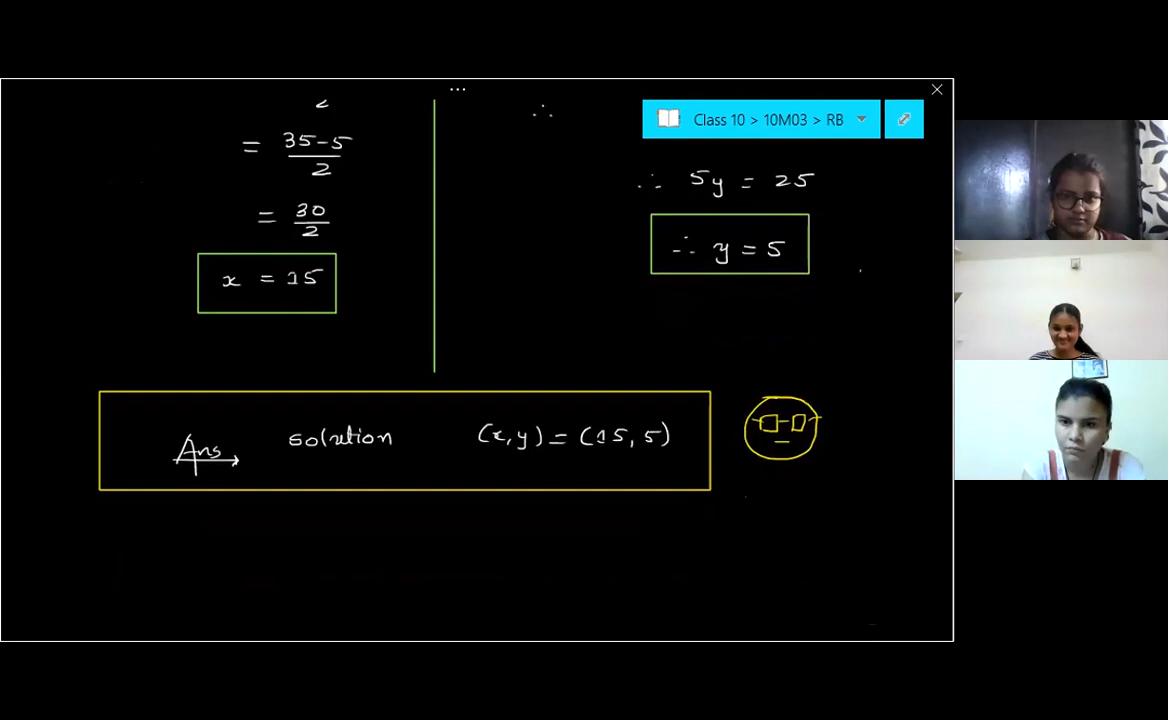 Class 10 > 10M03 > RB
= 35-5/2
= 30/2
x = 15
∴
∴ 5y = 25
∴ y = 5
Ans solution (x, y) = (15, 5)